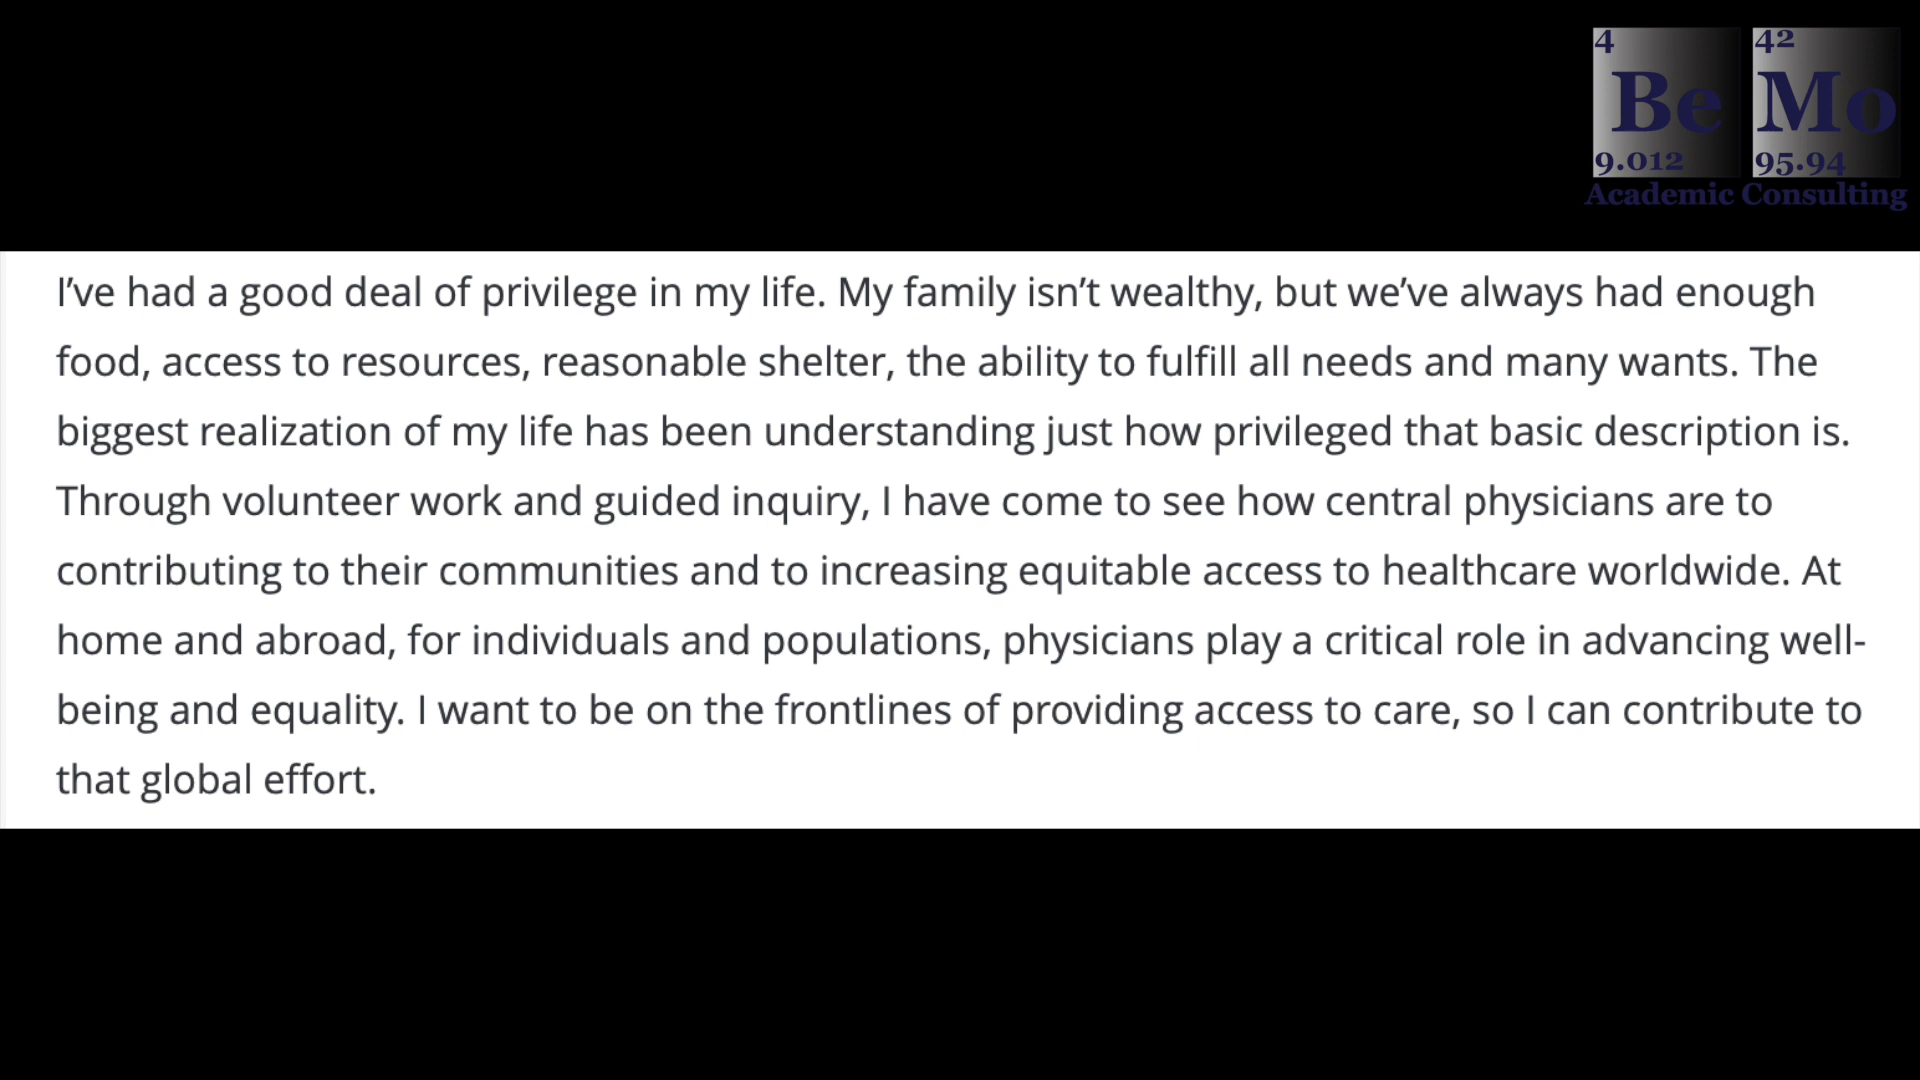 4 42
Be Mo
9.012 95.94
Academic Consulting
I’ve had a good deal of privilege in my life. My family isn’t wealthy, but we’ve always had enough
food, access to resources, reasonable shelter, the ability to fulfill all needs and many wants. The
biggest realization of my life has been understanding just how privileged that basic description is.
Through volunteer work and guided inquiry, I have come to see how central physicians are to
contributing to their communities and to increasing equitable access to healthcare worldwide. At
home and abroad, for individuals and populations, physicians play a critical role in advancing well-
being and equality. I want to be on the frontlines of providing access to care, so I can contribute to
that global effort.